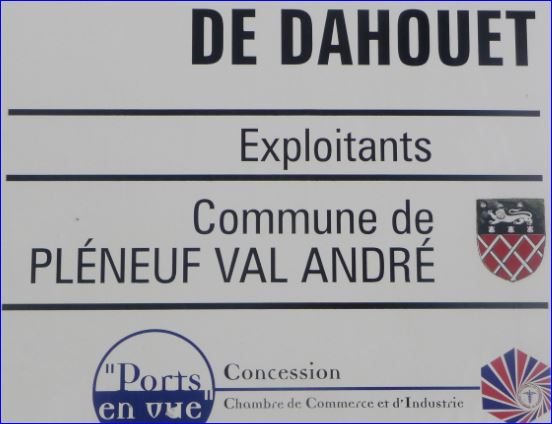 DE DAHOUET
Exploitants
Commune de
PLÉNEUF VAL ANDRÉ
"Ports
en vue"
Concession
Chambre de Commerce et d'Industrie